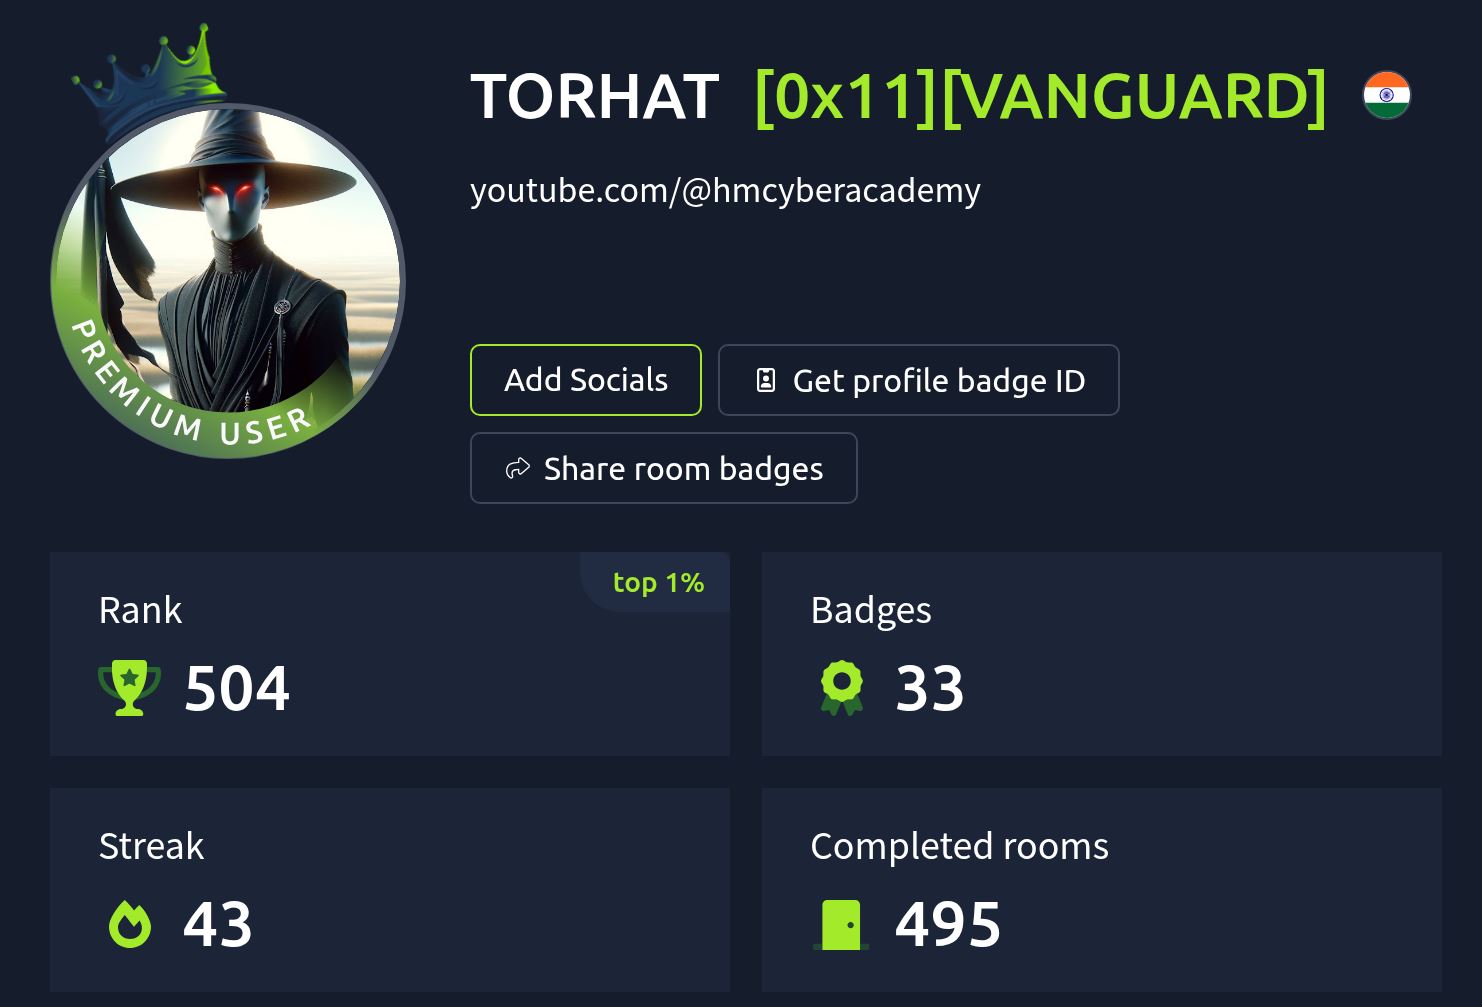 TORHAT [0x11][VANGUARD]
youtube.com/@hmcyberacademy
PREMIUM USER
Add Socials
Get profile badge ID
Share room badges
top 1%
Rank
504
Badges
33
Streak
43
Completed rooms
495